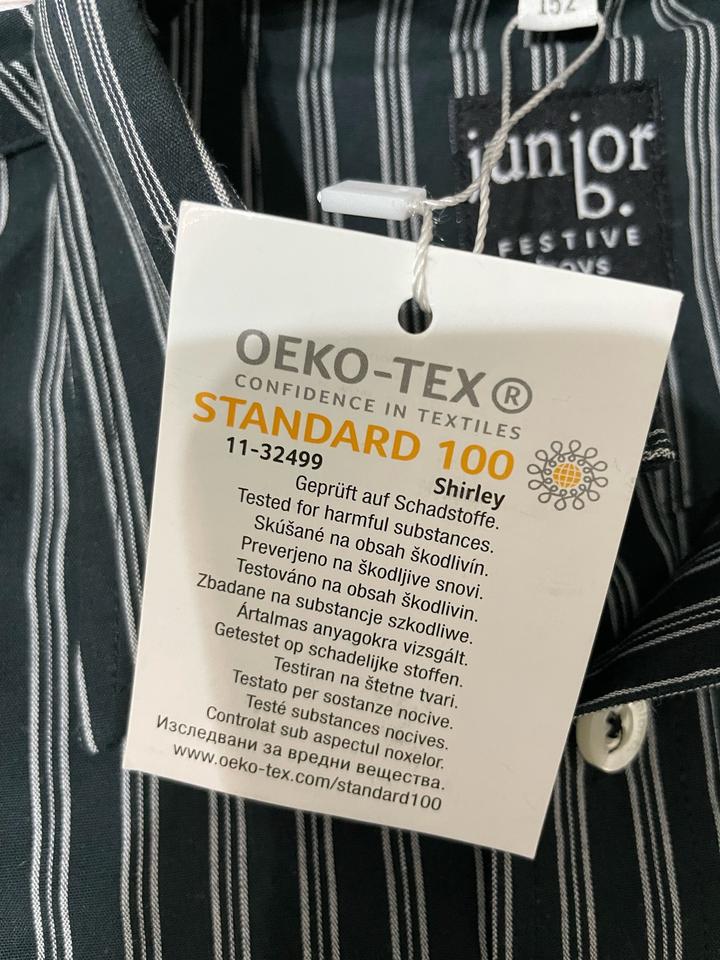 152
junior
b.
FESTIVE
boys
OEKO-TEX®
CONFIDENCE IN TEXTILES
STANDARD 100
11-32499 Shirley
Geprüft auf Schadstoffe.
Tested for harmful substances.
Skúšané na obsah škodlivín.
Preverjeno na škodljive snovi.
Testováno na obsah škodlivin.
Zbadane na substancje szkodliwe.
Ártalmas anyagokra vizsgált.
Getestet op schadelijke stoffen.
Testiran na štetne tvari.
Testato per sostanze nocive.
Testé substances nocives.
Controlat sub aspectul noxelor.
Изследвани за вредни вещества.
www.oeko-tex.com/standard100